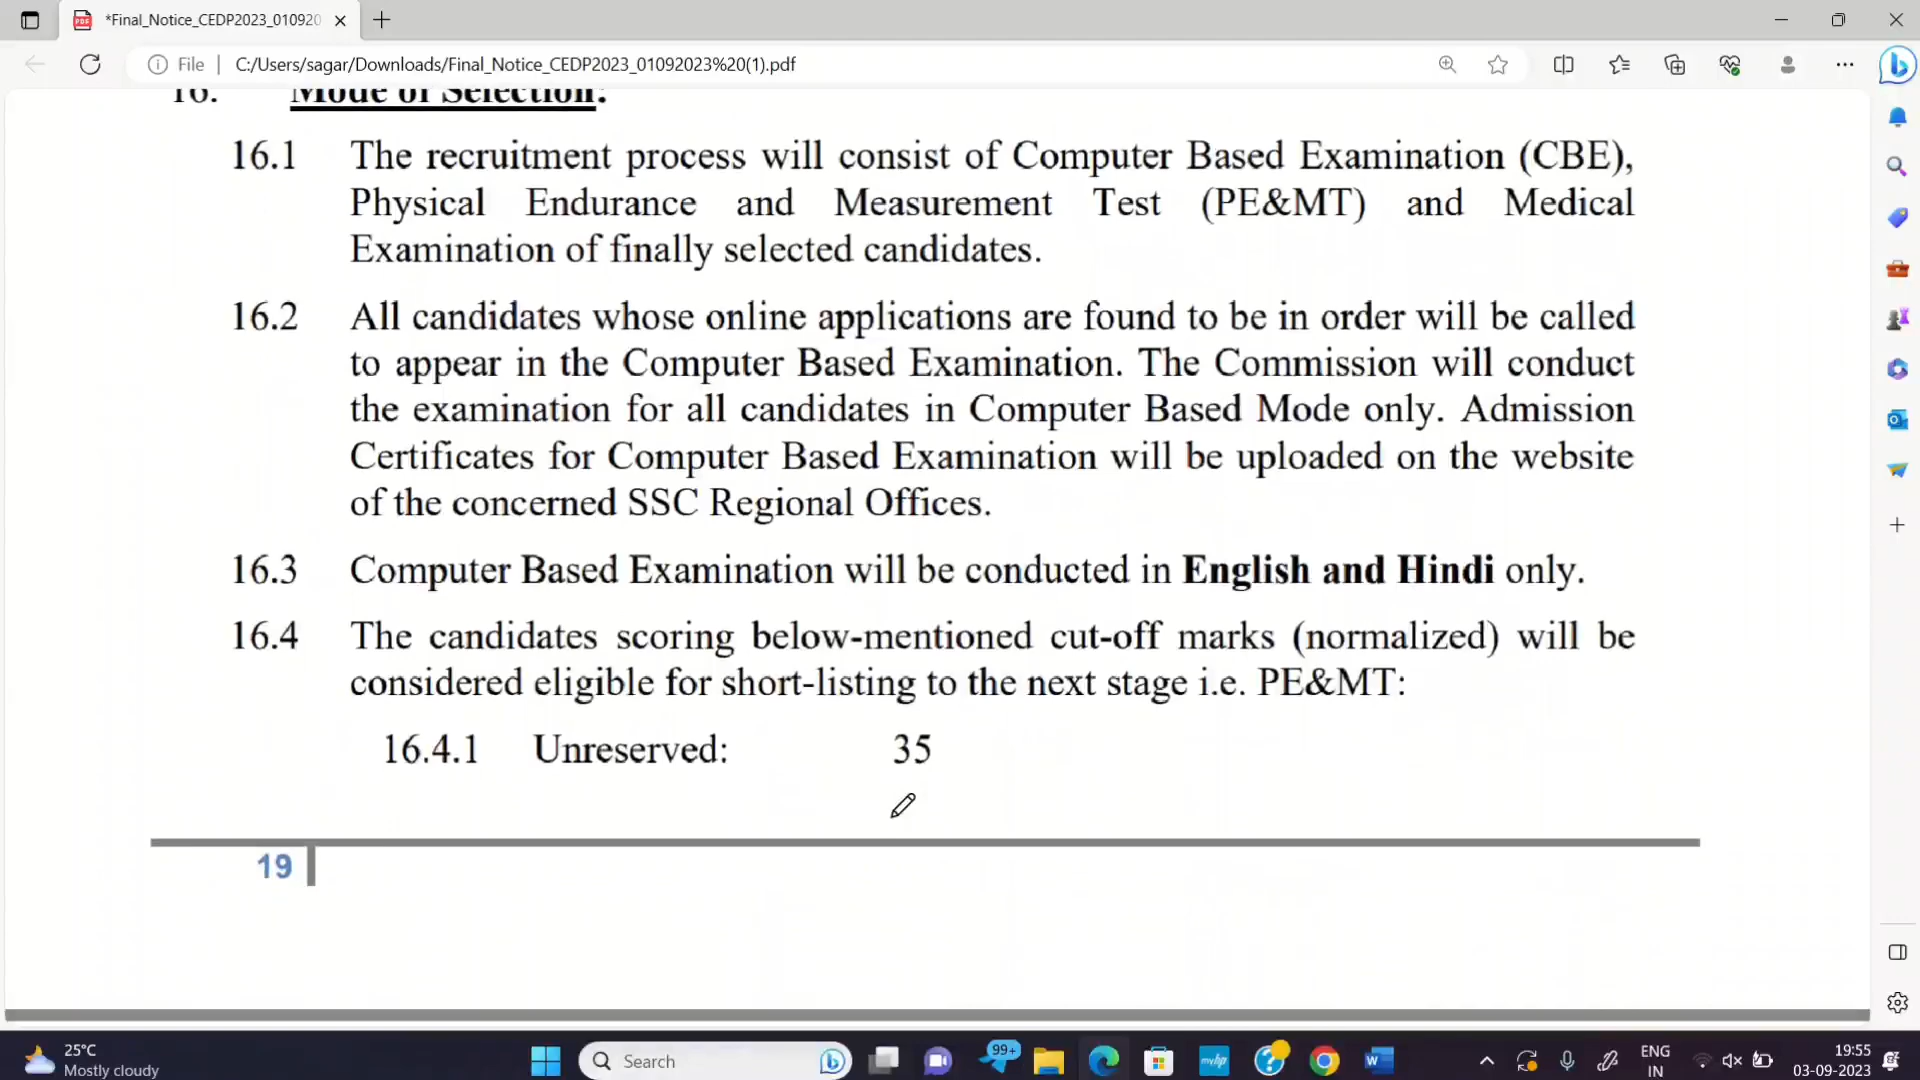 *Final_Notice_CEDP2023_010920
File
C:/Users/sagar/Downloads/Final_Notice_CEDP2023_01092023%20(1).pdf
16. Mode of Selection:
16.1 The recruitment process will consist of Computer Based Examination (CBE),
Physical Endurance and Measurement Test (PE&MT) and Medical
Examination of finally selected candidates.
16.2 All candidates whose online applications are found to be in order will be called
to appear in the Computer Based Examination. The Commission will conduct
the examination for all candidates in Computer Based Mode only. Admission
Certificates for Computer Based Examination will be uploaded on the website
of the concerned SSC Regional Offices.
16.3 Computer Based Examination will be conducted in English and Hindi only.
16.4 The candidates scoring below-mentioned cut-off marks (normalized) will be
considered eligible for short-listing to the next stage i.e. PE&MT:
16.4.1 Unreserved: 35
19
25°C
Mostly cloudy
Search
99+
myhp
ENG
IN
19:55
03-09-2023